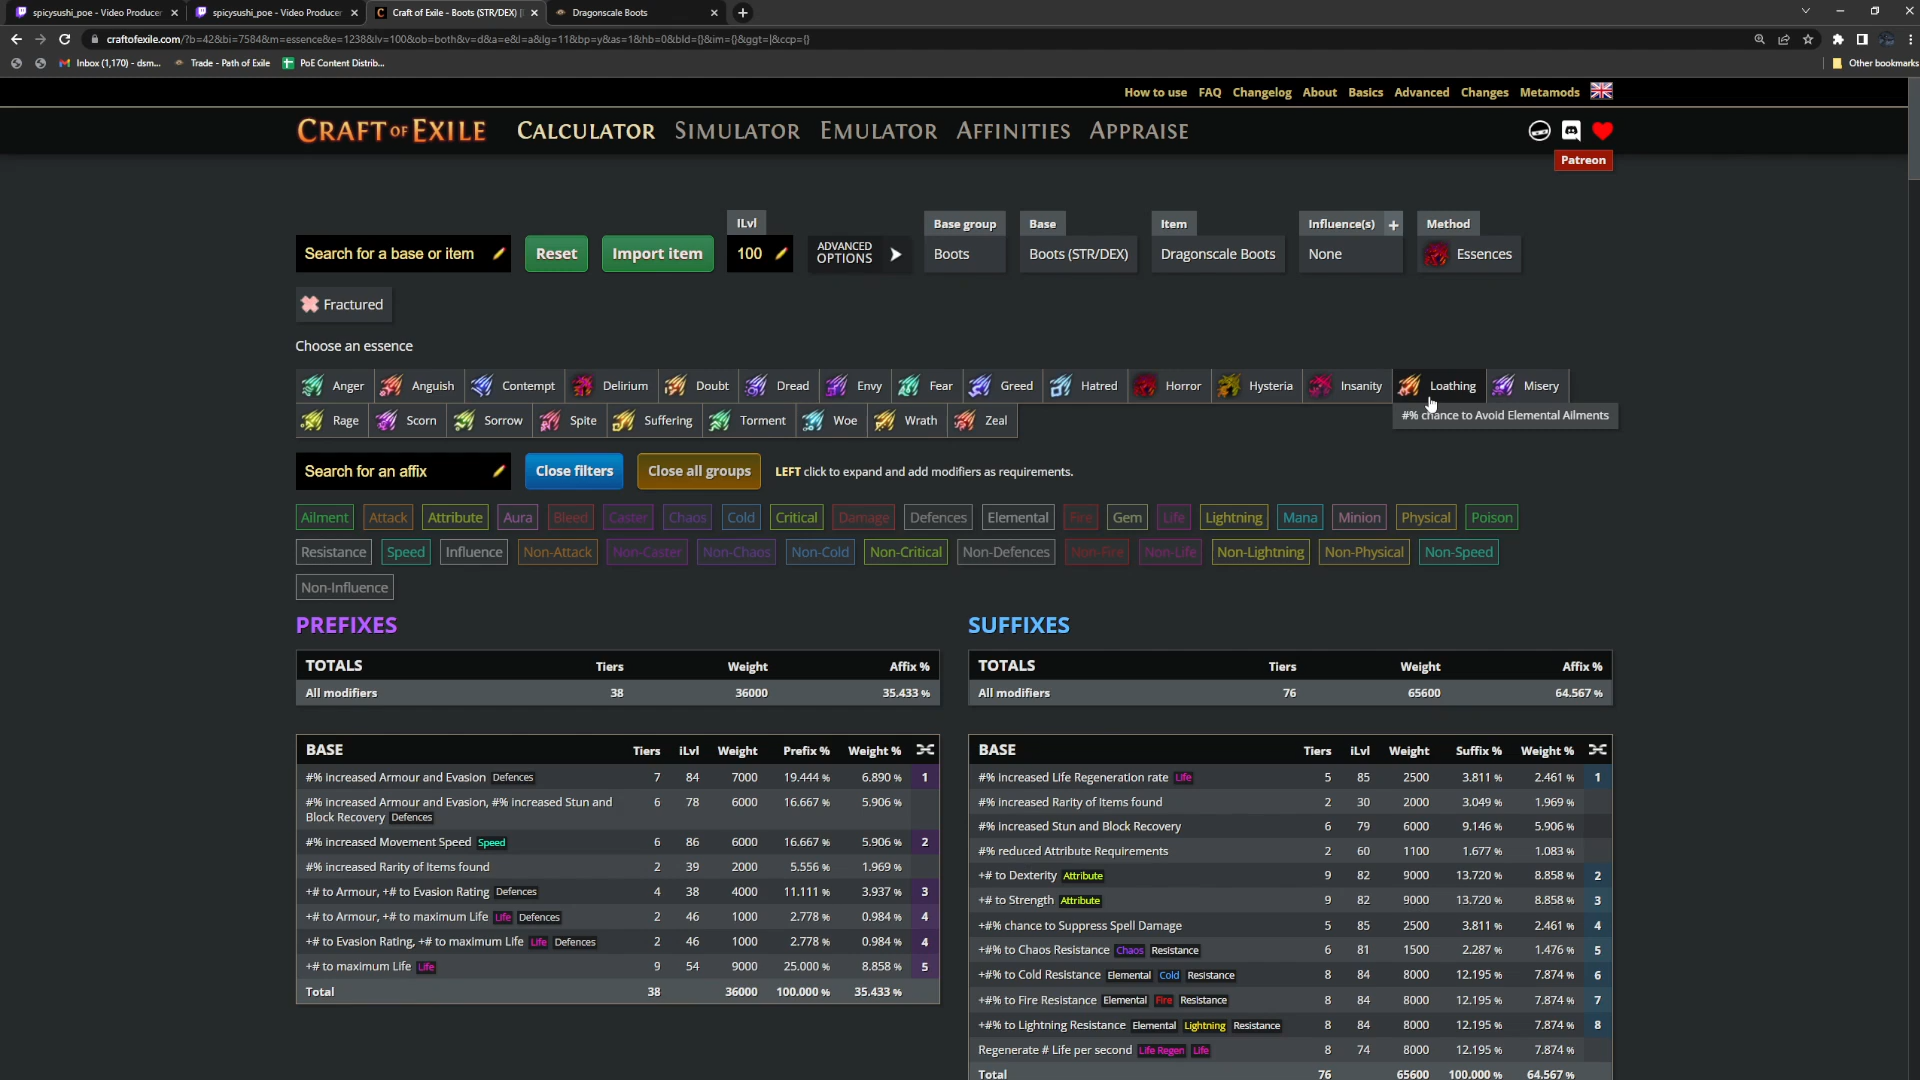 spicysushi_poe - Video Producer
spicysushi_poe - Video Producer
Craft of Exile - Boots (STR/DEX) |
Dragonscale Boots
craftofexile.com/?b=42&bi=7584&m=essence&e=1238&lv=100&ob=both&v=d&a=e&l=a&lg=11&bp=y&as=1&hb=0&bld={}&im={}&ggt=|&ccp={}
Inbox (1,170) - dsm...
Trade - Path of Exile
PoE Content Distrib...
Other bookmarks
How to use FAQ Changelog About Basics Advanced Changes Metamods
CRAFT OF EXILE CALCULATOR SIMULATOR EMULATOR AFFINITIES APPRAISE
Patreon
ILvl Base group Base Item Influence(s) + Method
Search for a base or item Reset Import item 100 ADVANCED OPTIONS Boots Boots (STR/DEX) Dragonscale Boots None Essences
Fractured
Choose an essence
Anger Anguish Contempt Delirium Doubt Dread Envy Fear Greed Hatred Horror Hysteria Insanity Loathing Misery
#% chance to Avoid Elemental Ailments
Rage Scorn Sorrow Spite Suffering Torment Woe Wrath Zeal
Search for an affix Close filters Close all groups LEFT click to expand and add modifiers as requirements.
Ailment Attack Attribute Aura Bleed Caster Chaos Cold Critical Damage Defences Elemental Fire Gem Life Lightning Mana Minion Physical Poison
Resistance Speed Influence Non-Attack Non-Caster Non-Chaos Non-Cold Non-Critical Non-Defences Non-Fire Non-Life Non-Lightning Non-Physical Non-Speed
Non-Influence
PREFIXES
TOTALS Tiers Weight Affix %
All modifiers 38 36000 35.433 %
BASE Tiers iLvl Weight Prefix % Weight %
#% increased Armour and Evasion Defences 7 84 7000 19.444 % 6.890 % 1
#% increased Armour and Evasion, #% increased Stun and
Block Recovery Defences 6 78 6000 16.667 % 5.906 %
#% increased Movement Speed Speed 6 86 6000 16.667 % 5.906 % 2
#% increased Rarity of Items found 2 39 2000 5.556 % 1.969 %
+# to Armour, +# to Evasion Rating Defences 4 38 4000 11.111 % 3.937 % 3
+# to Armour, +# to maximum Life Life Defences 2 46 1000 2.778 % 0.984 % 4
+# to Evasion Rating, +# to maximum Life Life Defences 2 46 1000 2.778 % 0.984 % 4
+# to maximum Life Life 9 54 9000 25.000 % 8.858 % 5
Total 38 36000 100.000 % 35.433 %
SUFFIXES
TOTALS Tiers Weight Affix %
All modifiers 76 65600 64.567 %
BASE Tiers iLvl Weight Suffix % Weight %
#% increased Life Regeneration rate Life 5 85 2500 3.811 % 2.461 % 1
#% increased Rarity of Items found 2 30 2000 3.049 % 1.969 %
#% increased Stun and Block Recovery 6 79 6000 9.146 % 5.906 %
#% reduced Attribute Requirements 2 60 1100 1.677 % 1.083 %
+# to Dexterity Attribute 9 82 9000 13.720 % 8.858 % 2
+# to Strength Attribute 9 82 9000 13.720 % 8.858 % 3
+#% chance to Suppress Spell Damage 5 85 2500 3.811 % 2.461 % 4
+#% to Chaos Resistance Chaos Resistance 6 81 1500 2.287 % 1.476 % 5
+#% to Cold Resistance Elemental Cold Resistance 8 84 8000 12.195 % 7.874 % 6
+#% to Fire Resistance Elemental Fire Resistance 8 84 8000 12.195 % 7.874 % 7
+#% to Lightning Resistance Elemental Lightning Resistance 8 84 8000 12.195 % 7.874 % 8
Regenerate # Life per second Life Regen Life 8 74 8000 12.195 % 7.874 %
Total 76 65600 100.000 % 64.567 %